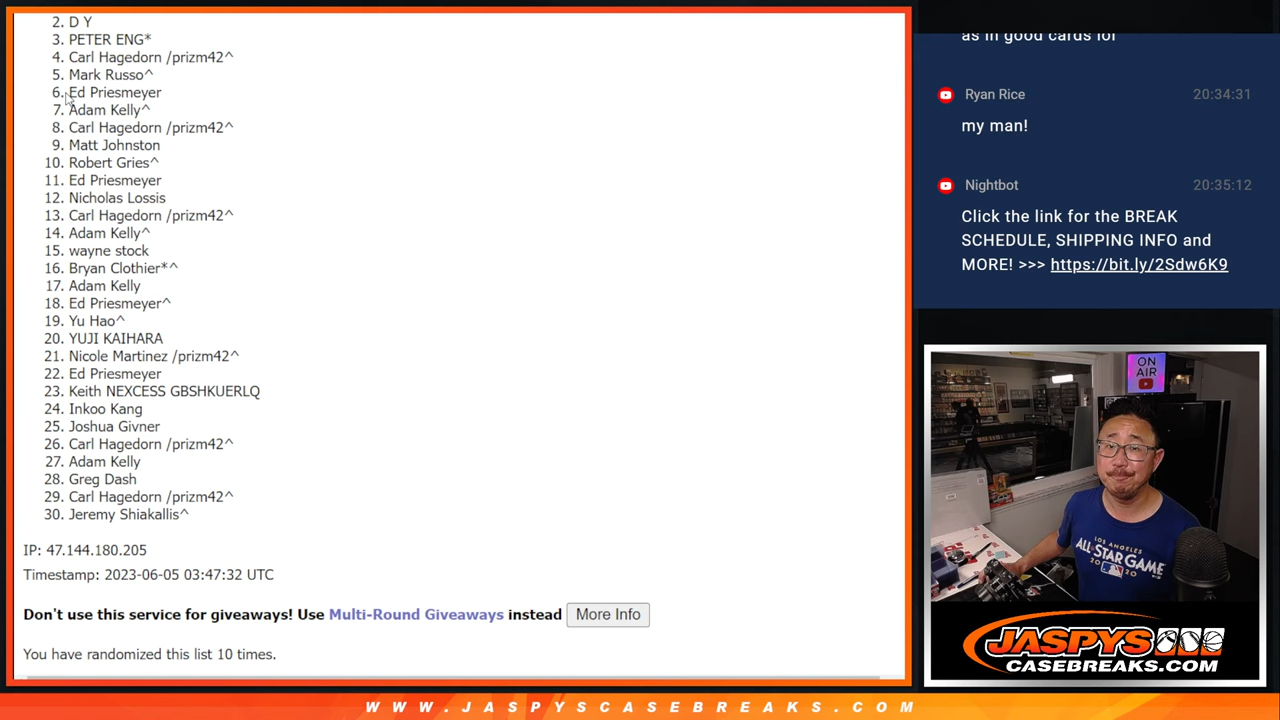 2. D Y
3. PETER ENG*
4. Carl Hagedorn /prizm42^
5. Mark Russo^
6. Ed Priesmeyer
7. Adam Kelly^
8. Carl Hagedorn /prizm42^
9. Matt Johnston
10. Robert Gries^
11. Ed Priesmeyer
12. Nicholas Lossis
13. Carl Hagedorn /prizm42^
14. Adam Kelly^
15. wayne stock
16. Bryan Clothier*^
17. Adam Kelly
18. Ed Priesmeyer^
19. Yu Hao^
20. YUJI KAIHARA
21. Nicole Martinez /prizm42^
22. Ed Priesmeyer
23. Keith NEXCESS GBSHKUERLQ
24. Inkoo Kang
25. Joshua Givner
26. Carl Hagedorn /prizm42^
27. Adam Kelly
28. Greg Dash
29. Carl Hagedorn /prizm42^
30. Jeremy Shiakallis^
IP: 47.144.180.205
Timestamp: 2023-06-05 03:47:32 UTC
Don't use this service for giveaways! Use Multi-Round Giveaways instead More Info
You have randomized this list 10 times.
as in good cards lol
Ryan Rice 20:34:31
my man!
Nightbot 20:35:12
Click the link for the BREAK
SCHEDULE, SHIPPING INFO and
MORE! >>> https://bit.ly/2Sdw6K9
ON
AIR
LOS ANGELES
ALL-STAR GAME
2020
JASPYS
CASEBREAKS.COM
WWW.JASPYSCASEBREAKS.COM